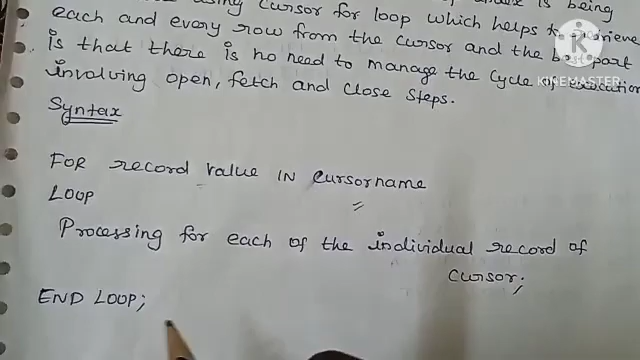 using Cursor for loop which helps to retrieve
each and every row from the cursor and the best part
is that there is no need to manage the cycle of execution
involving open, fetch and close steps.
Syntax
FOR record value IN cursorname
LOOP
Processing for each of the individual record of
cursor;
END LOOP;
KINEMASTER